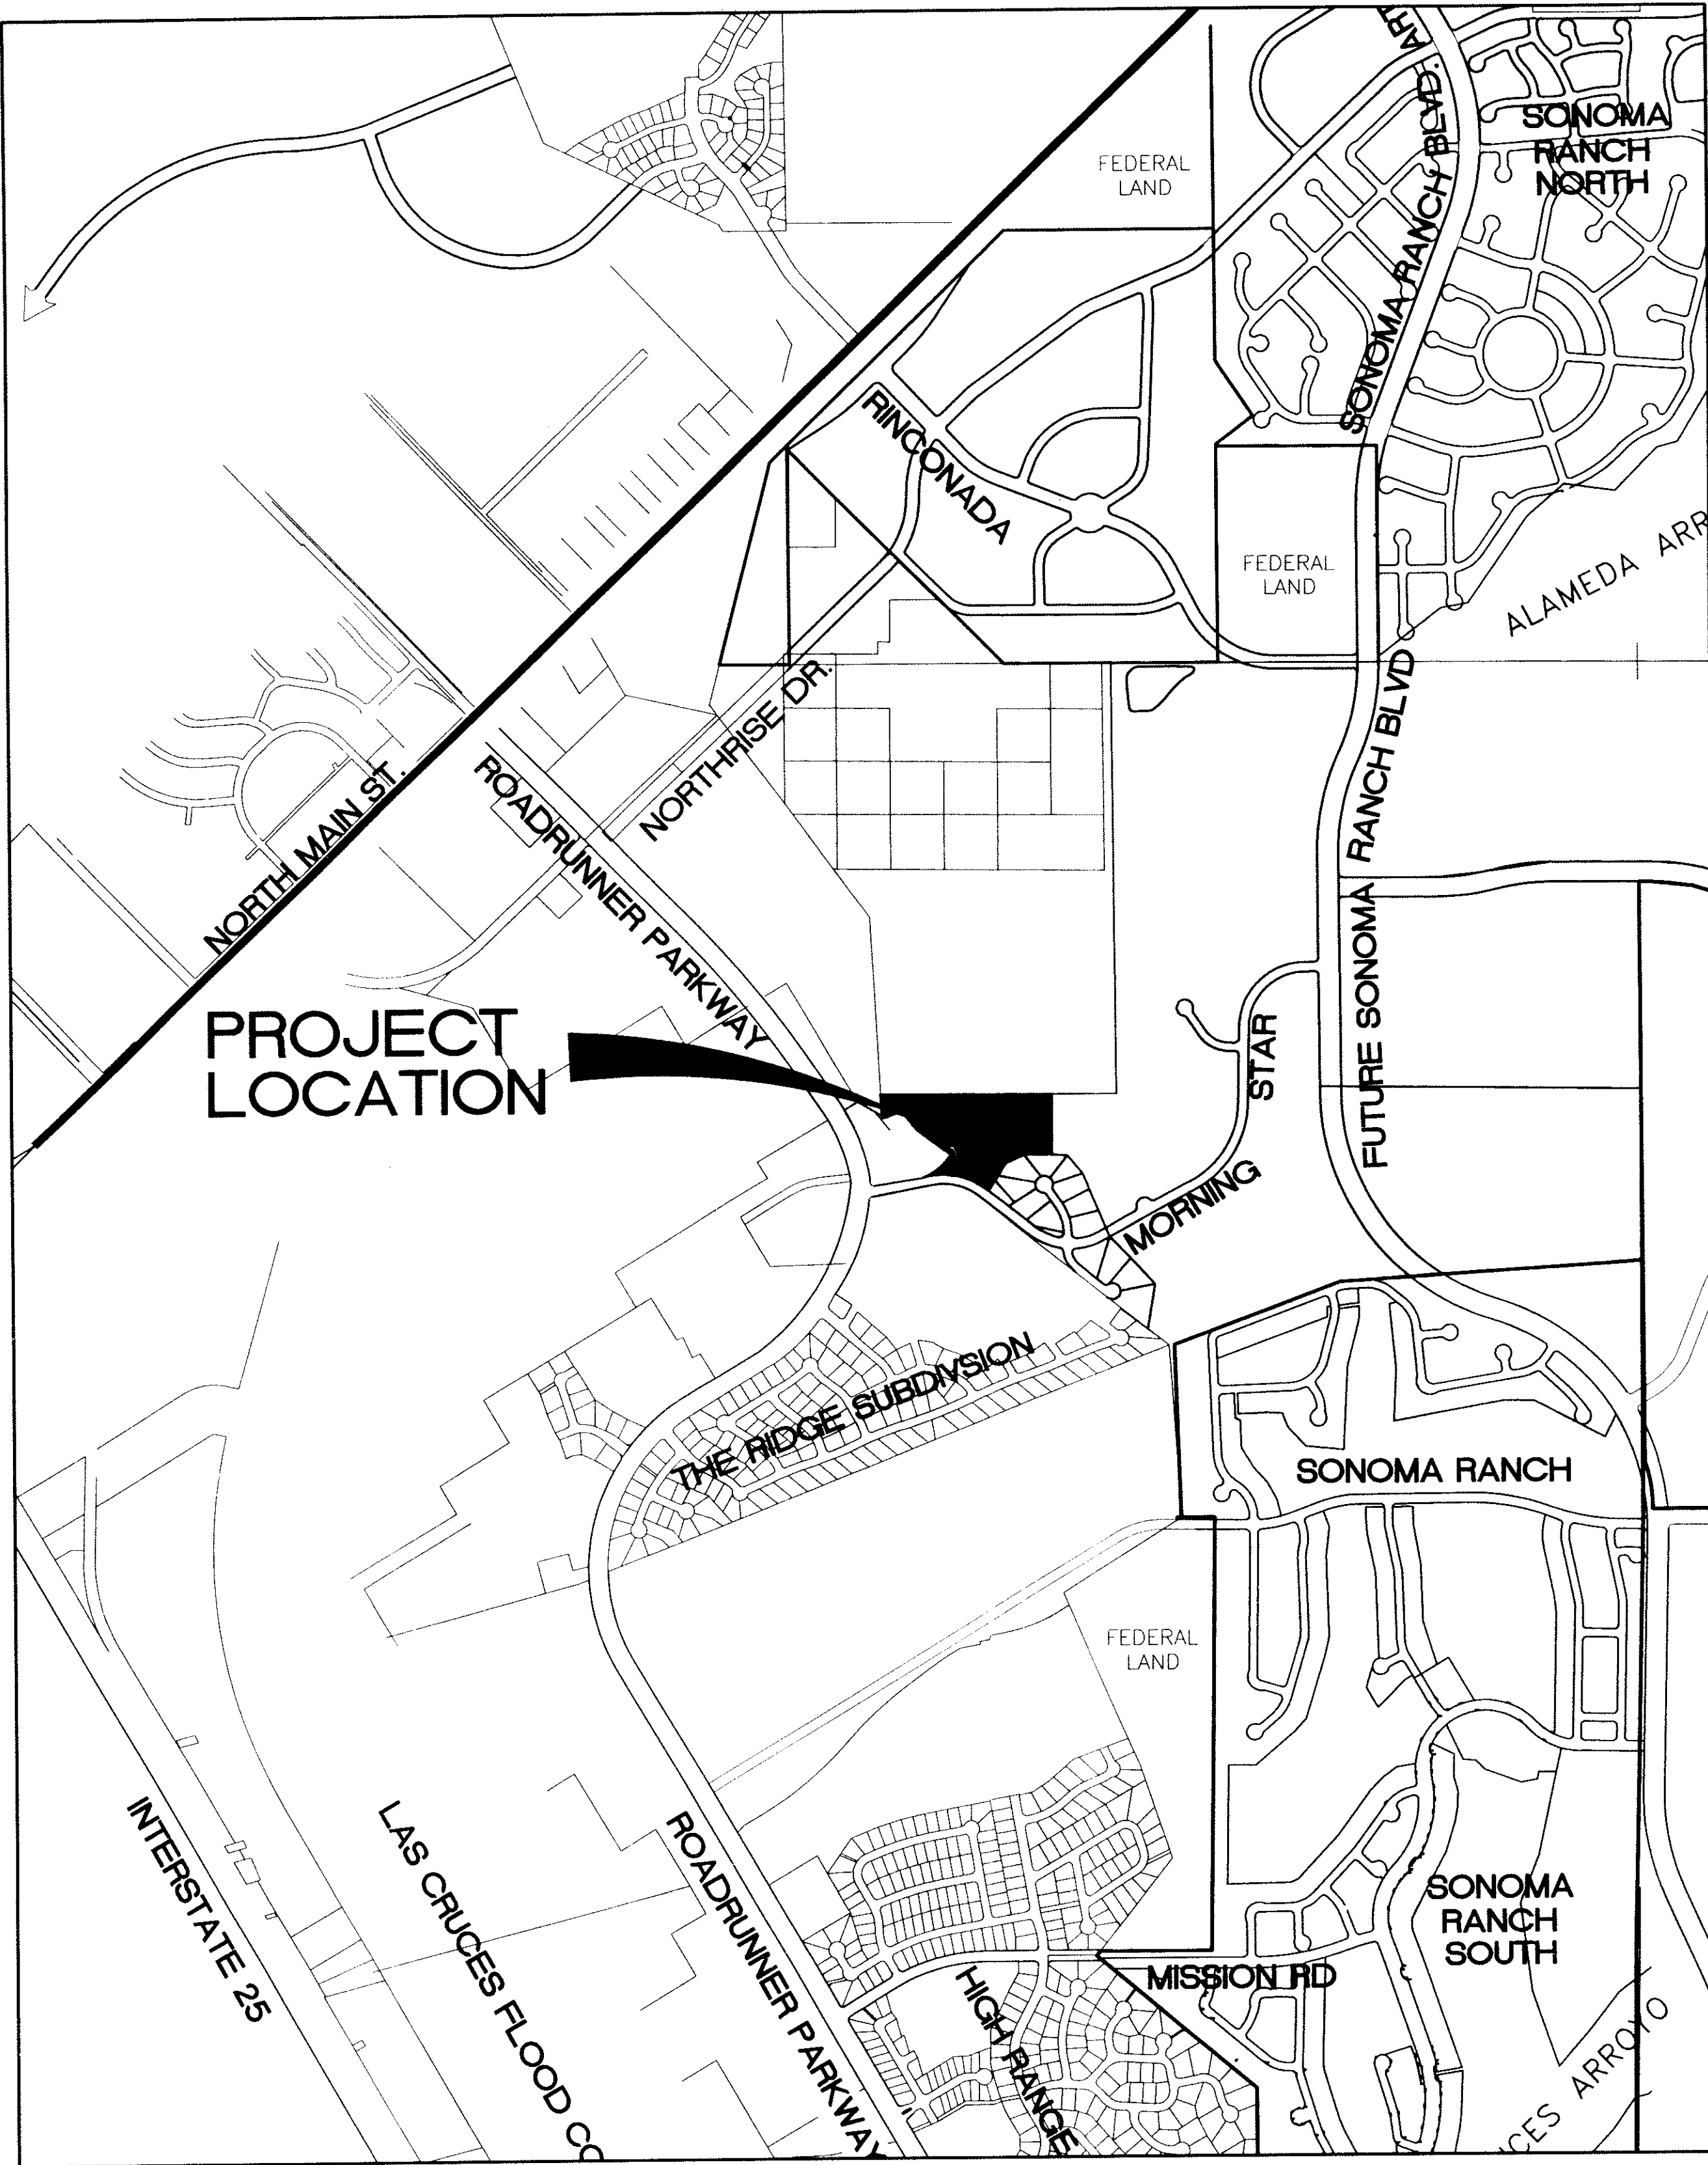 ART
SONOMA RANCH BLVD.
SONOMA
RANCH
NORTH
FEDERAL
LAND
RINCONADA
FEDERAL
LAND
ALAMEDA ARR
NORTHRISE DR.
NORTH MAIN ST.
ROADRUNNER PARKWAY
FUTURE SONOMA RANCH BLVD
PROJECT
LOCATION
STAR
MORNING
THE RIDGE SUBDIVSION
SONOMA RANCH
FEDERAL
LAND
INTERSTATE 25
LAS CRUCES FLOOD CO
ROADRUNNER PARKWAY
SONOMA
RANCH
SOUTH
MISSION RD
HIGH RANGE
CES ARROYO